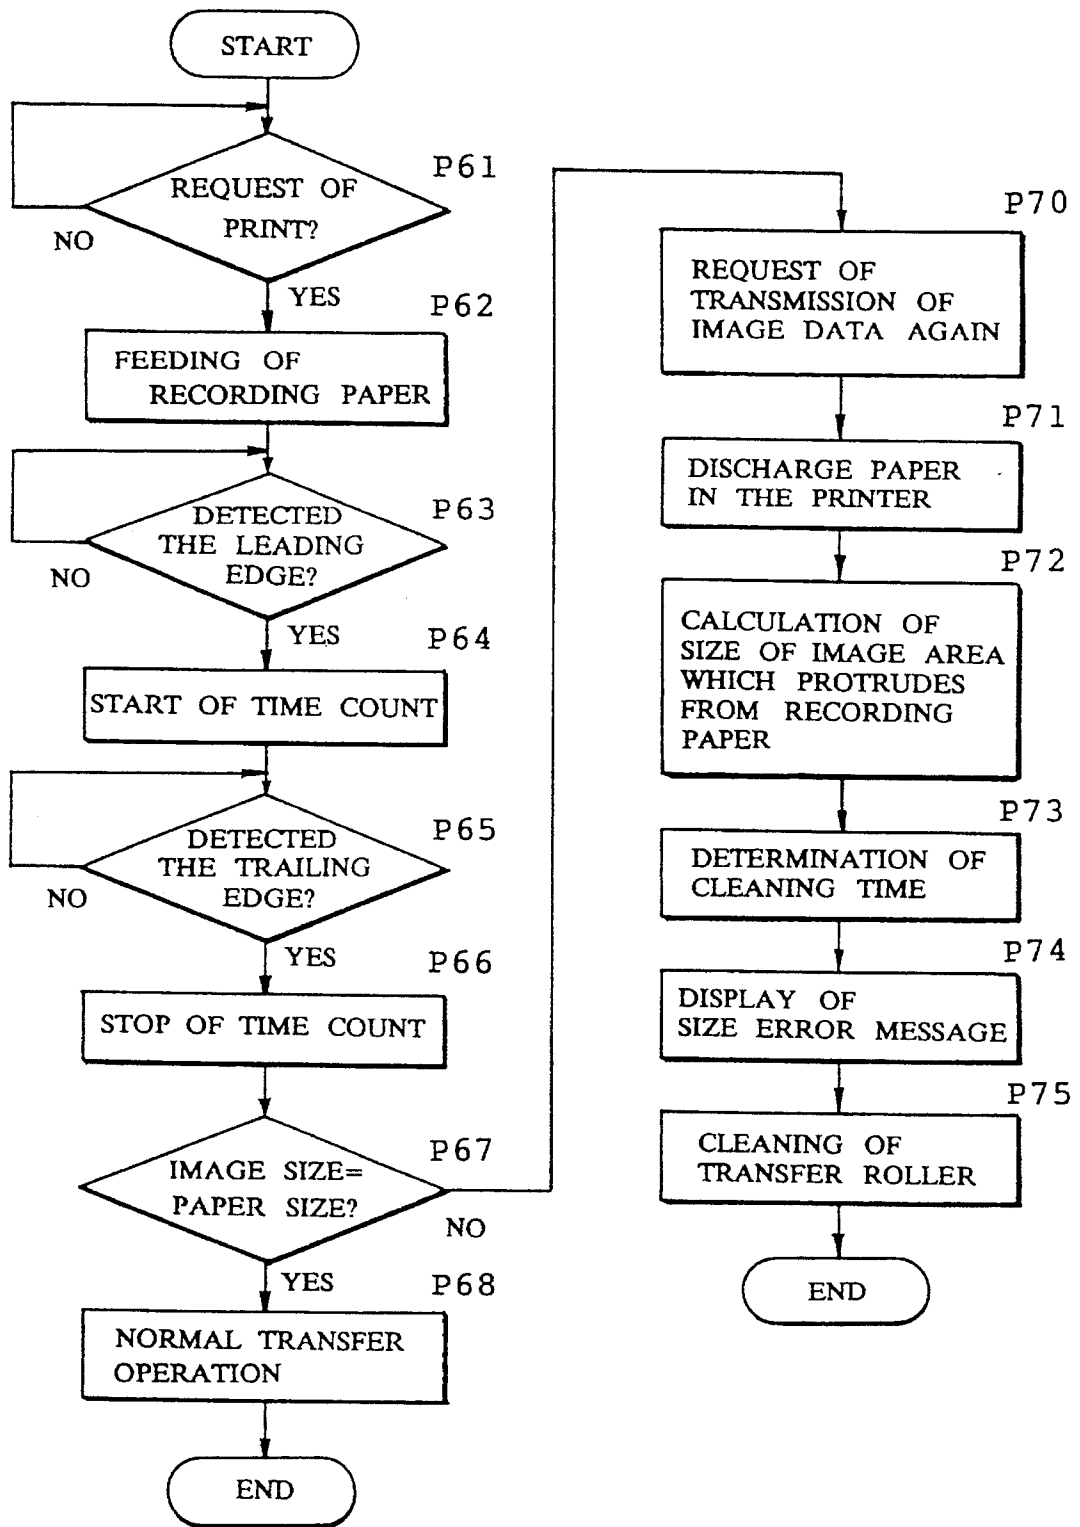 START
P61
REQUEST OF
PRINT?
NO
YES
P62
FEEDING OF
RECORDING PAPER
P63
DETECTED
THE LEADING
EDGE?
NO
YES
P64
START OF TIME COUNT
P65
DETECTED
THE TRAILING
EDGE?
NO
YES
P66
STOP OF TIME COUNT
P67
IMAGE SIZE=
PAPER SIZE?
NO
YES
P68
NORMAL TRANSFER
OPERATION
END
P70
REQUEST OF
TRANSMISSION OF
IMAGE DATA AGAIN
P71
DISCHARGE PAPER
IN THE PRINTER
P72
CALCULATION OF
SIZE OF IMAGE AREA
WHICH PROTRUDES
FROM RECORDING
PAPER
P73
DETERMINATION OF
CLEANING TIME
P74
DISPLAY OF
SIZE ERROR MESSAGE
P75
CLEANING OF
TRANSFER ROLLER
END